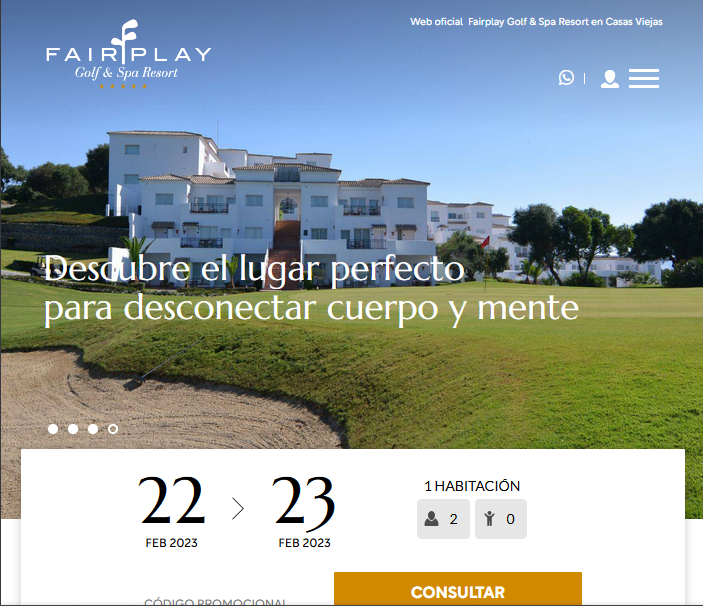 Web oficial Fairplay Golf & Spa Resort en Casas Viejas
FAIRPLAY
Golf & Spa Resort
Descubre el lugar perfecto
para desconectar cuerpo y mente
22 > 23
FEB 2023 FEB 2023
1 HABITACIÓN
2 0
CÓDIGO PROMOCIONAL
CONSULTAR